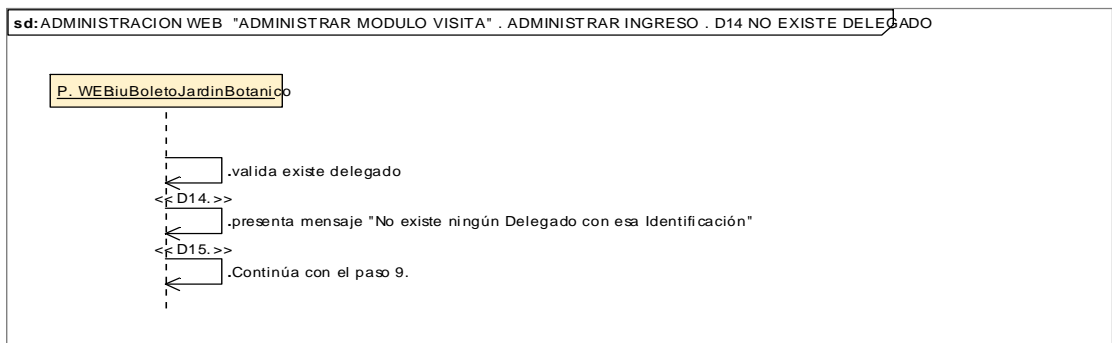 sd: ADMINISTRACION WEB "ADMINISTRAR MODULO VISITA" . ADMINISTRAR INGRESO . D14 NO EXISTE DELEGADO
P. WEBiuBoletoJardinBotanico
.valida existe delegado
<< D14. >>
.presenta mensaje "No existe ningún Delegado con esa Identificación"
<< D15. >>
.Continúa con el paso 9.